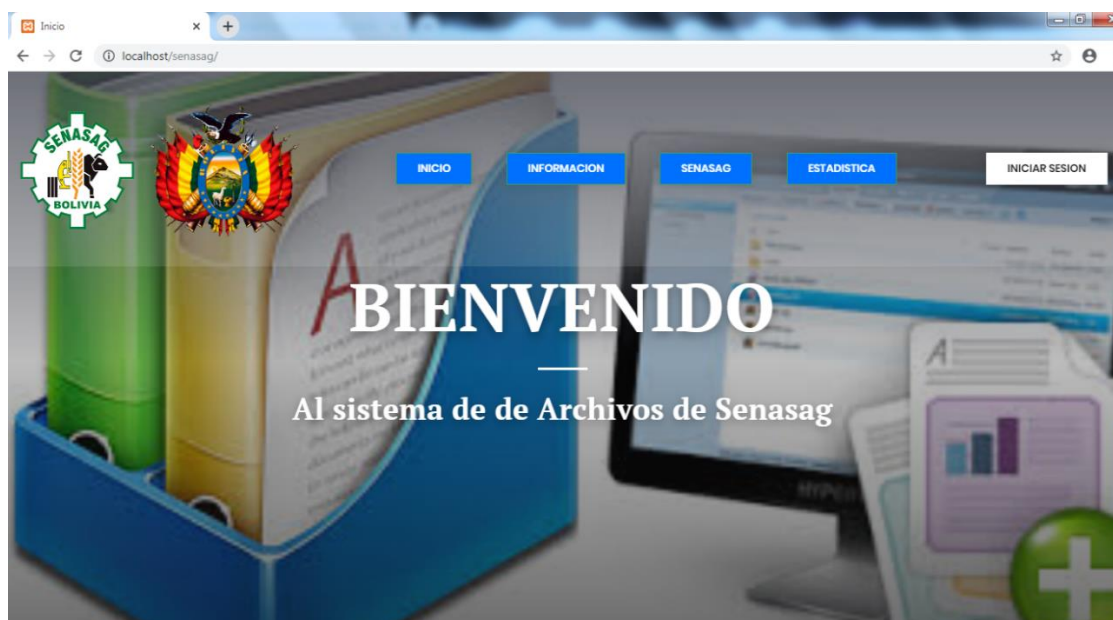 Inicio
localhost/senasag/
SENASAG
BOLIVIA
INICIO
INFORMACION
SENASAG
ESTADISTICA
INICIAR SESION
A
BIENVENIDO
Al sistema de de Archivos de Senasag
A